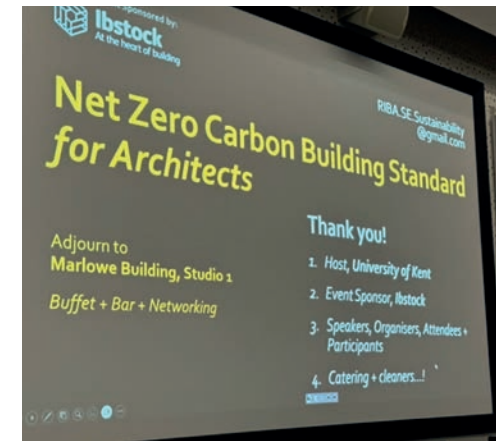 sponsored by:
Ibstock
At the heart of building
RIBA.SE.Sustainability
@gmail.com
Net Zero Carbon Building Standard
for Architects
Adjourn to
Marlowe Building, Studio 1
Buffet + Bar + Networking
Thank you!
1. Host, University of Kent
2. Event Sponsor, Ibstock
3. Speakers, Organisers, Attendees +
Participants
4. Catering + cleaners...!